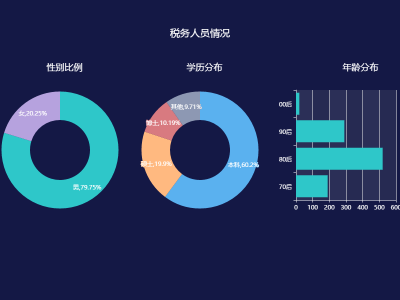 税务人员情况
性别比例
学历分布
年龄分布
女,20.25%
男,79.75%
其他,9.71%
博士,10.19%
硕士,19.9%
本科,60.2%
00后
90后
80后
70后
0 100 200 300 400 500 600